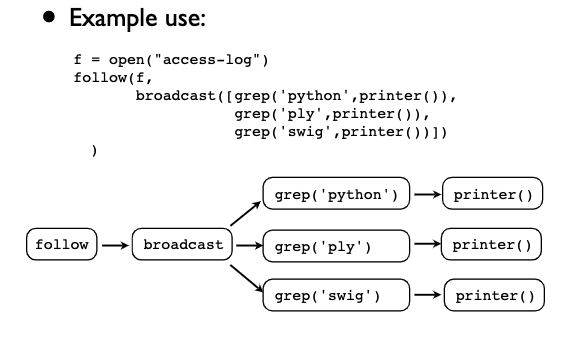 • Example use:
f = open("access-log")
follow(f,
       broadcast([grep('python',printer()),
                  grep('ply',printer()),
                  grep('swig',printer())])
  )
grep('python') printer()
follow broadcast grep('ply') printer()
grep('swig') printer()